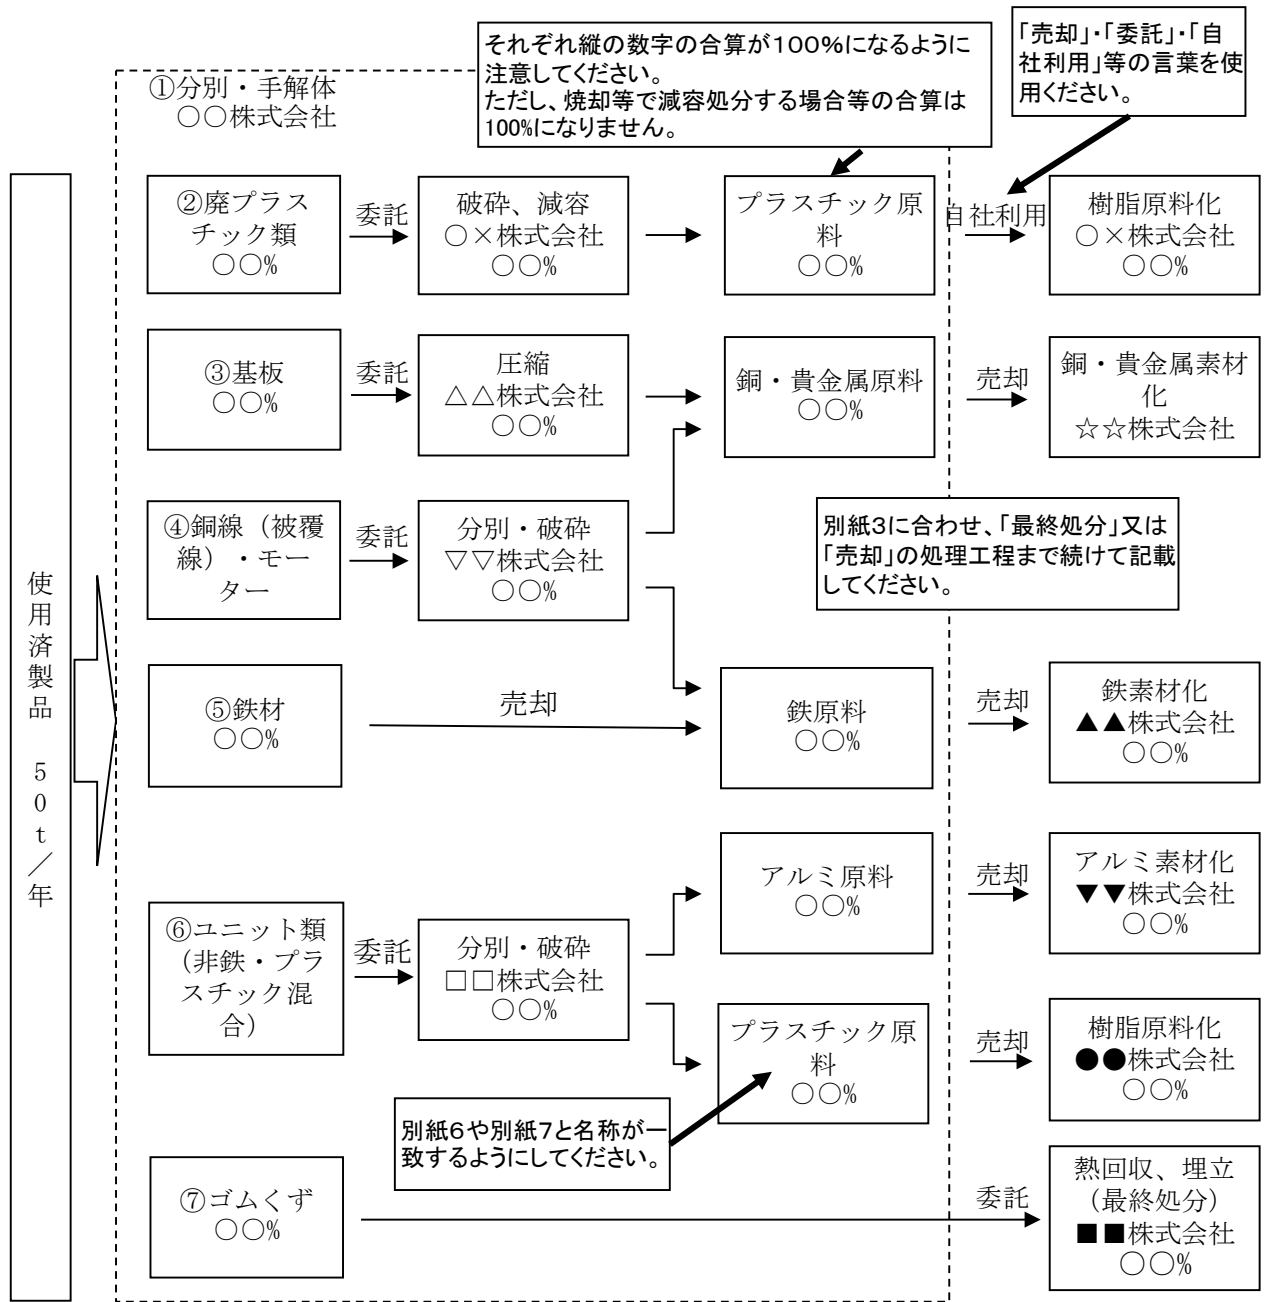 それぞれ縦の数字の合算が100%になるように
注意してください。
ただし、焼却等で減容処分する場合等の合算は
100%になりません。
「売却」・「委託」・「自
社利用」等の言葉を使
用ください。
①分別・手解体
○○株式会社
使用済製品 50t/年
②廃プラス
チック類
○○%
委託
破砕、減容
○×株式会社
○○%
プラスチック原
料
○○%
自社利用
樹脂原料化
○×株式会社
○○%
③基板
○○%
委託
圧縮
△△株式会社
○○%
銅・貴金属原料
○○%
売却
銅・貴金属素材
化
☆☆株式会社
④銅線（被覆
線）・モー
ター
委託
分別・破砕
▽▽株式会社
○○%
別紙3に合わせ、「最終処分」又は
「売却」の処理工程まで続けて記載
してください。
⑤鉄材
○○%
売却
鉄原料
○○%
売却
鉄素材化
▲▲株式会社
○○%
⑥ユニット類
（非鉄・プラ
スチック混
合）
委託
分別・破砕
□□株式会社
○○%
アルミ原料
○○%
売却
アルミ素材化
▼▼株式会社
○○%
プラスチック原
料
○○%
売却
樹脂原料化
●●株式会社
○○%
別紙6や別紙7と名称が一
致するようにしてください。
⑦ゴムくず
○○%
委託
熱回収、埋立
（最終処分）
■■株式会社
○○%